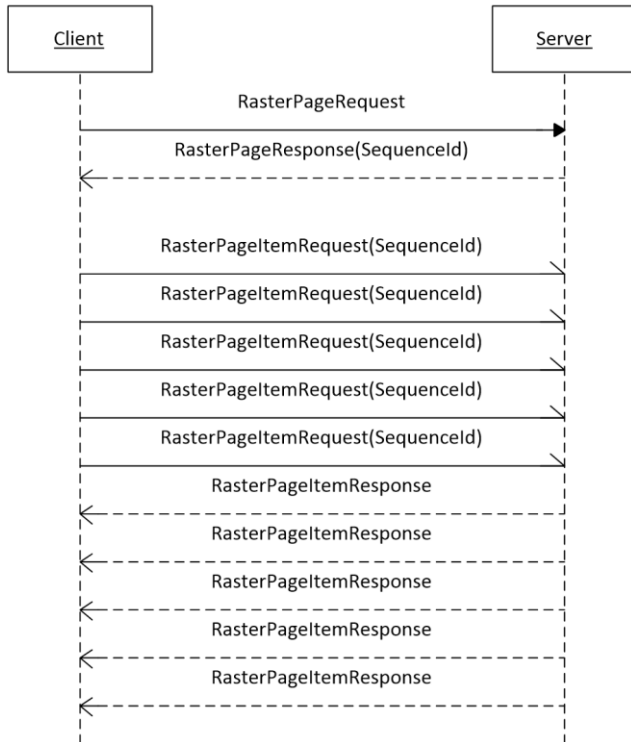 Client
Server
RasterPageRequest
RasterPageResponse(SequenceId)
RasterPageItemRequest(SequenceId)
RasterPageItemRequest(SequenceId)
RasterPageItemRequest(SequenceId)
RasterPageItemRequest(SequenceId)
RasterPageItemRequest(SequenceId)
RasterPageItemResponse
RasterPageItemResponse
RasterPageItemResponse
RasterPageItemResponse
RasterPageItemResponse